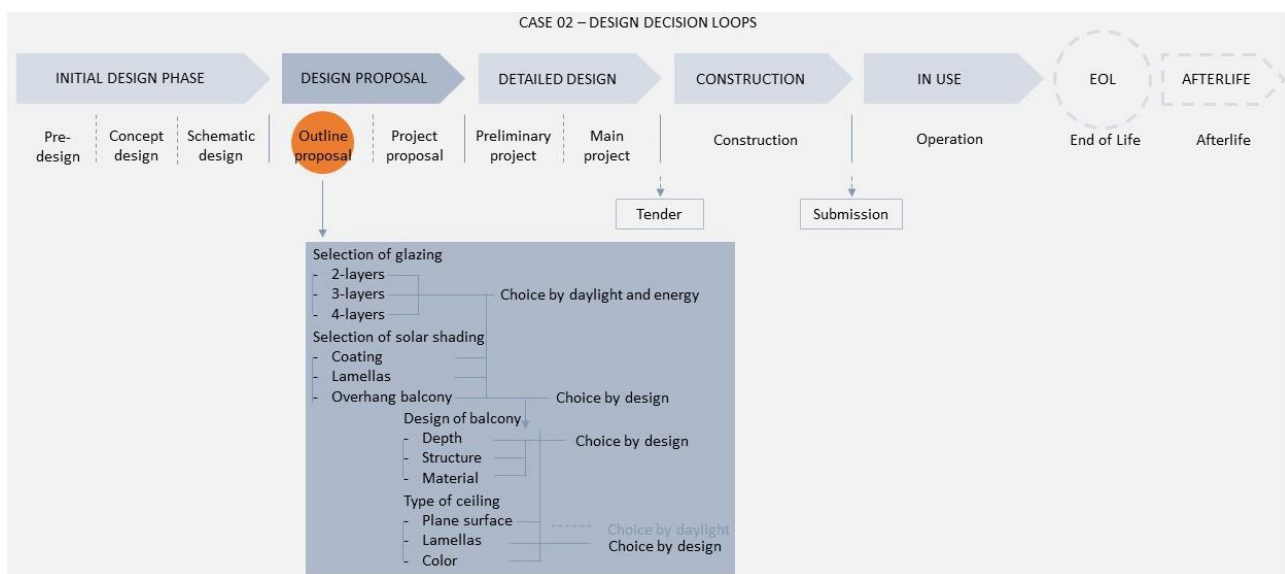 CASE 02 – DESIGN DECISION LOOPS
INITIAL DESIGN PHASE
DESIGN PROPOSAL
DETAILED DESIGN
CONSTRUCTION
IN USE
EOL
AFTERLIFE
Pre-
design
Concept
design
Schematic
design
Outline
proposal
Project
proposal
Preliminary
project
Main
project
Construction
Operation
End of Life
Afterlife
Tender
Submission
Selection of glazing
- 2-layers
- 3-layers
- 4-layers
Choice by daylight and energy
Selection of solar shading
- Coating
- Lamellas
- Overhang balcony
Choice by design
Design of balcony
- Depth
- Structure
- Material
Choice by design
Type of ceiling
- Plane surface
- Lamellas
- Color
Choice by daylight
Choice by design